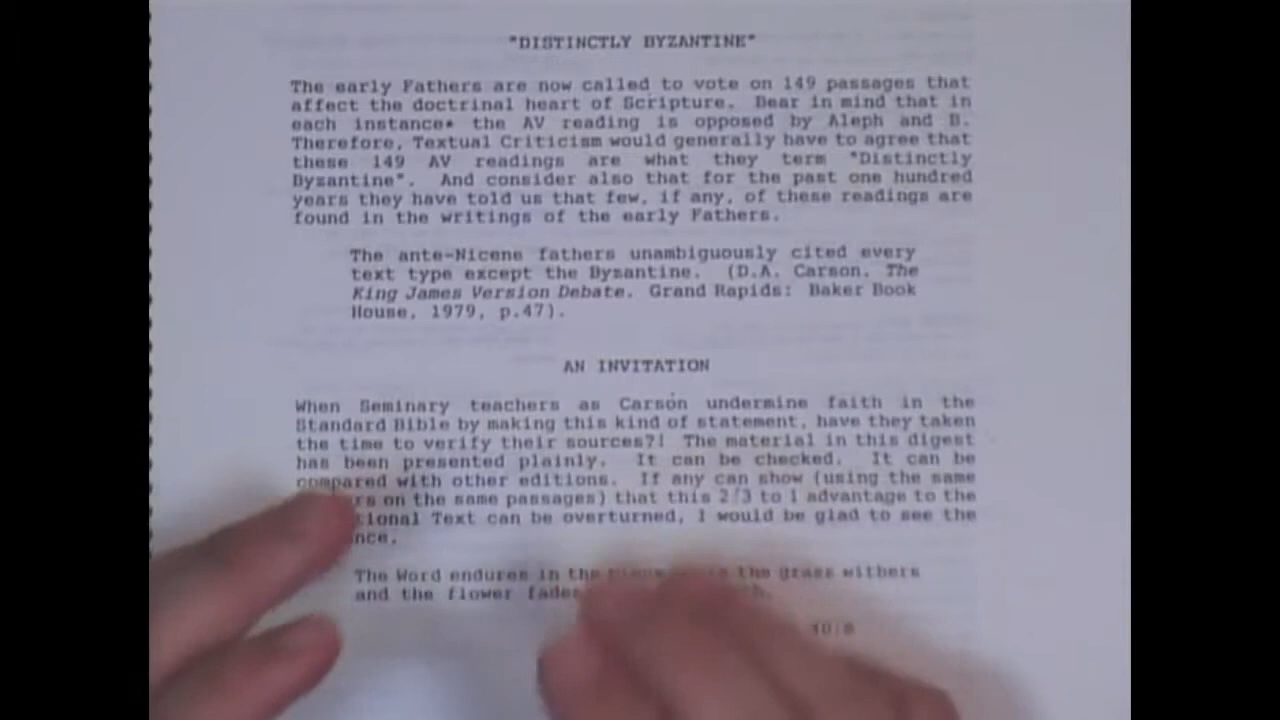 "DISTINCTLY BYZANTINE"
The early Fathers are now called to vote on 149 passages that
affect the doctrinal heart of Scripture. Bear in mind that in
each instance* the AV reading is opposed by Aleph and B.
Therefore, Textual Criticism would generally have to agree that
these 149 AV readings are what they term "Distinctly
Byzantine". And consider also that for the past one hundred
years they have told us that few, if any, of these readings are
found in the writings of the early Fathers.
The ante-Nicene fathers unambiguously cited every
text type except the Byzantine. (D.A. Carson. The
King James Version Debate. Grand Rapids: Baker Book
House, 1979, p.47).
AN INVITATION
When Seminary teachers as Carson undermine faith in the
Standard Bible by making this kind of statement, have they taken
the time to verify their sources?! The material in this digest
has been presented plainly. It can be checked. It can be
compared with other editions. If any can show (using the same
on the same passages) that this 2/3 to 1 advantage to the
Text can be overturned, I would be glad to see the
The Word endures in the the grass withers
and the flower fades